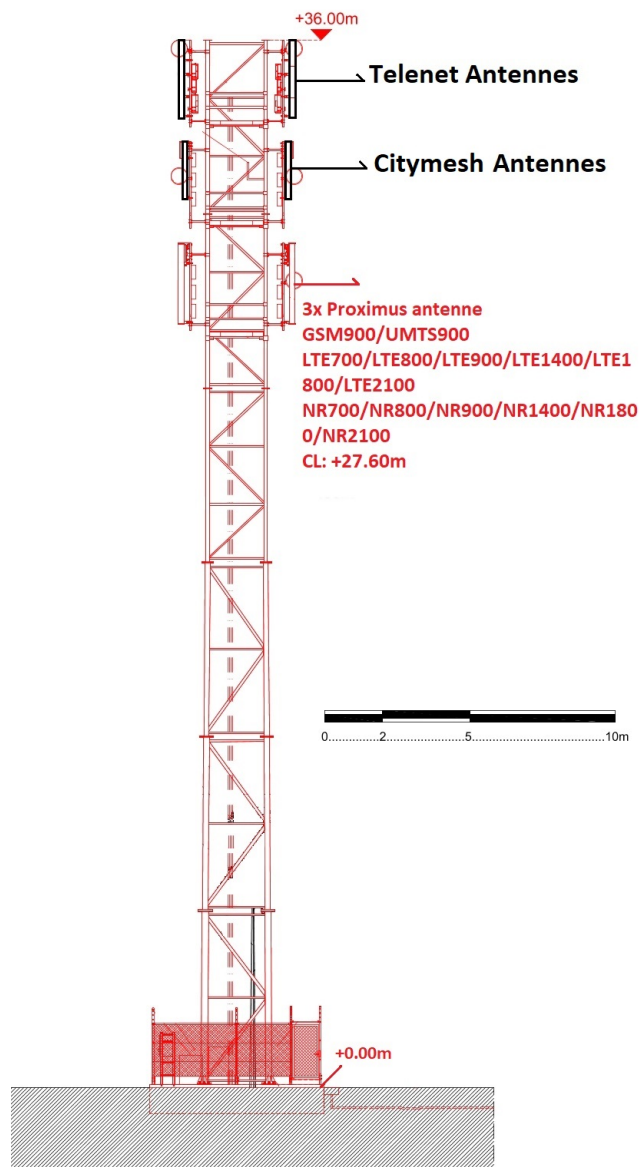 +36.00m
Telenet Antennes
Citymesh Antennes
3x Proximus antenne
GSM900/UMTS900
LTE700/LTE800/LTE900/LTE1400/LTE1
800/LTE2100
NR700/NR800/NR900/NR1400/NR180
0/NR2100
CL: +27.60m
0...........2................5..........................10m
+0.00m